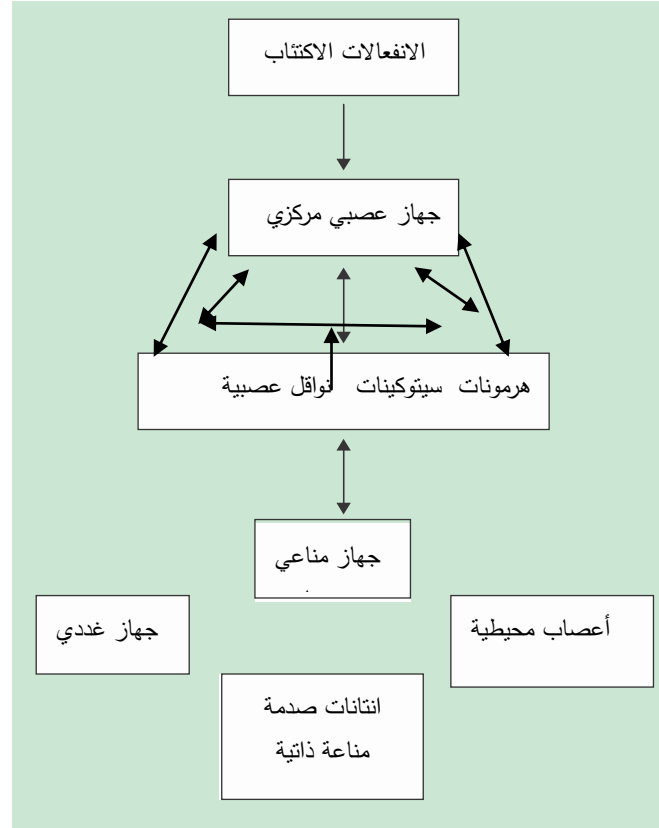 الانفعالات الاكتئاب
جهاز عصبي مركزي
هرمونات سيتوكينات نواقل عصبية
جهاز مناعي
أعصاب محيطية
جهاز غددي
انتانات صدمة
مناعة ذاتية